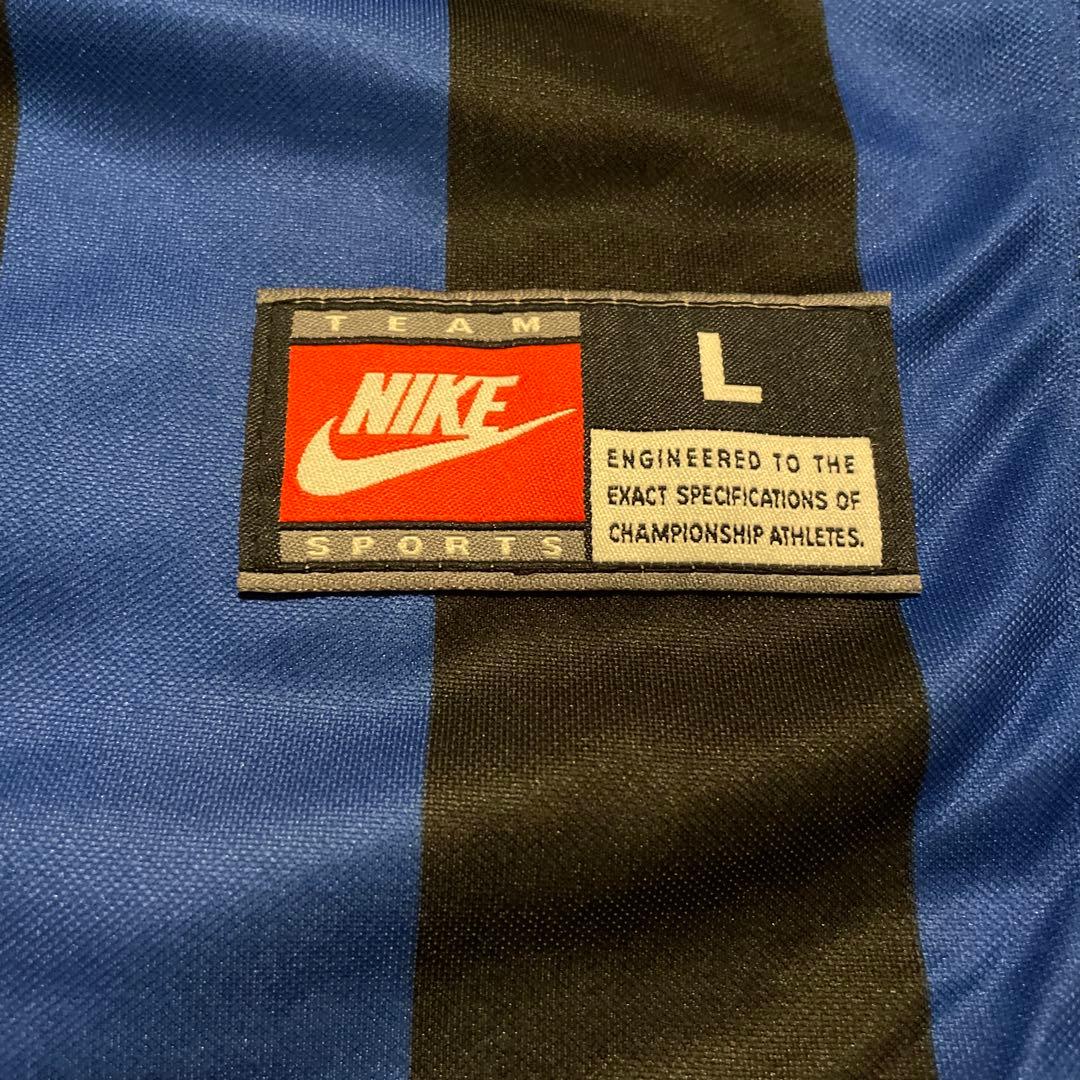 TEAM
NIKE
SPORTS
L
ENGINEERED TO THE
EXACT SPECIFICATIONS OF
CHAMPIONSHIP ATHLETES.